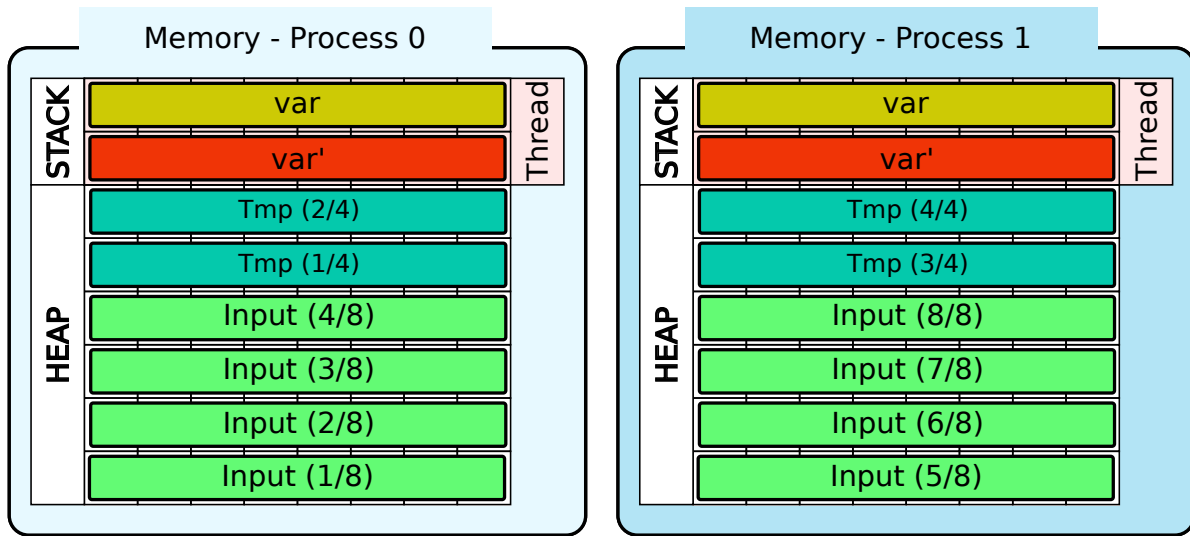 Memory - Process 0
STACK
var
var'
Thread
HEAP
Tmp (2/4)
Tmp (1/4)
Input (4/8)
Input (3/8)
Input (2/8)
Input (1/8)
Memory - Process 1
STACK
var
var'
Thread
HEAP
Tmp (4/4)
Tmp (3/4)
Input (8/8)
Input (7/8)
Input (6/8)
Input (5/8)